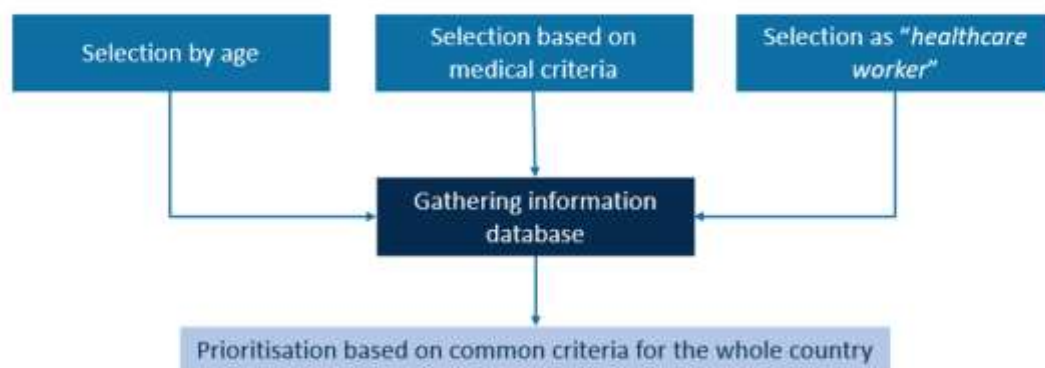 Selection by age
Selection based on
medical criteria
Selection as "healthcare
worker"
Gathering information
database
Prioritisation based on common criteria for the whole country